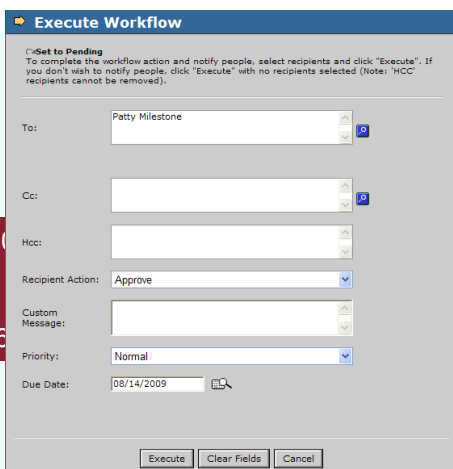 Execute Workflow
Set to Pending
To complete the workflow action and notify people, select recipients and click "Execute". If
you don't wish to notify people, click "Execute" with no recipients selected (Note: 'HCC'
recipients cannot be removed).
To: Patty Milestone
Cc:
Hcc:
Recipient Action: Approve
Custom
Message:
Priority: Normal
Due Date: 08/14/2009
Execute Clear Fields Cancel